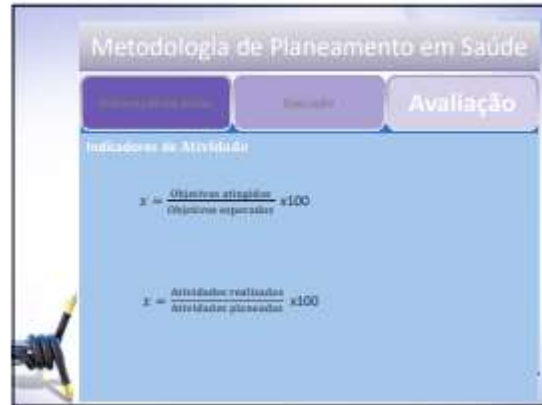 Metodologia de Planeamento em Saúde
Execução
Avaliação
Indicadores de Atividade
x = Objetivos atingidos / Objetivos esperados x100
x = Atividades realizadas / Atividades planeadas x100